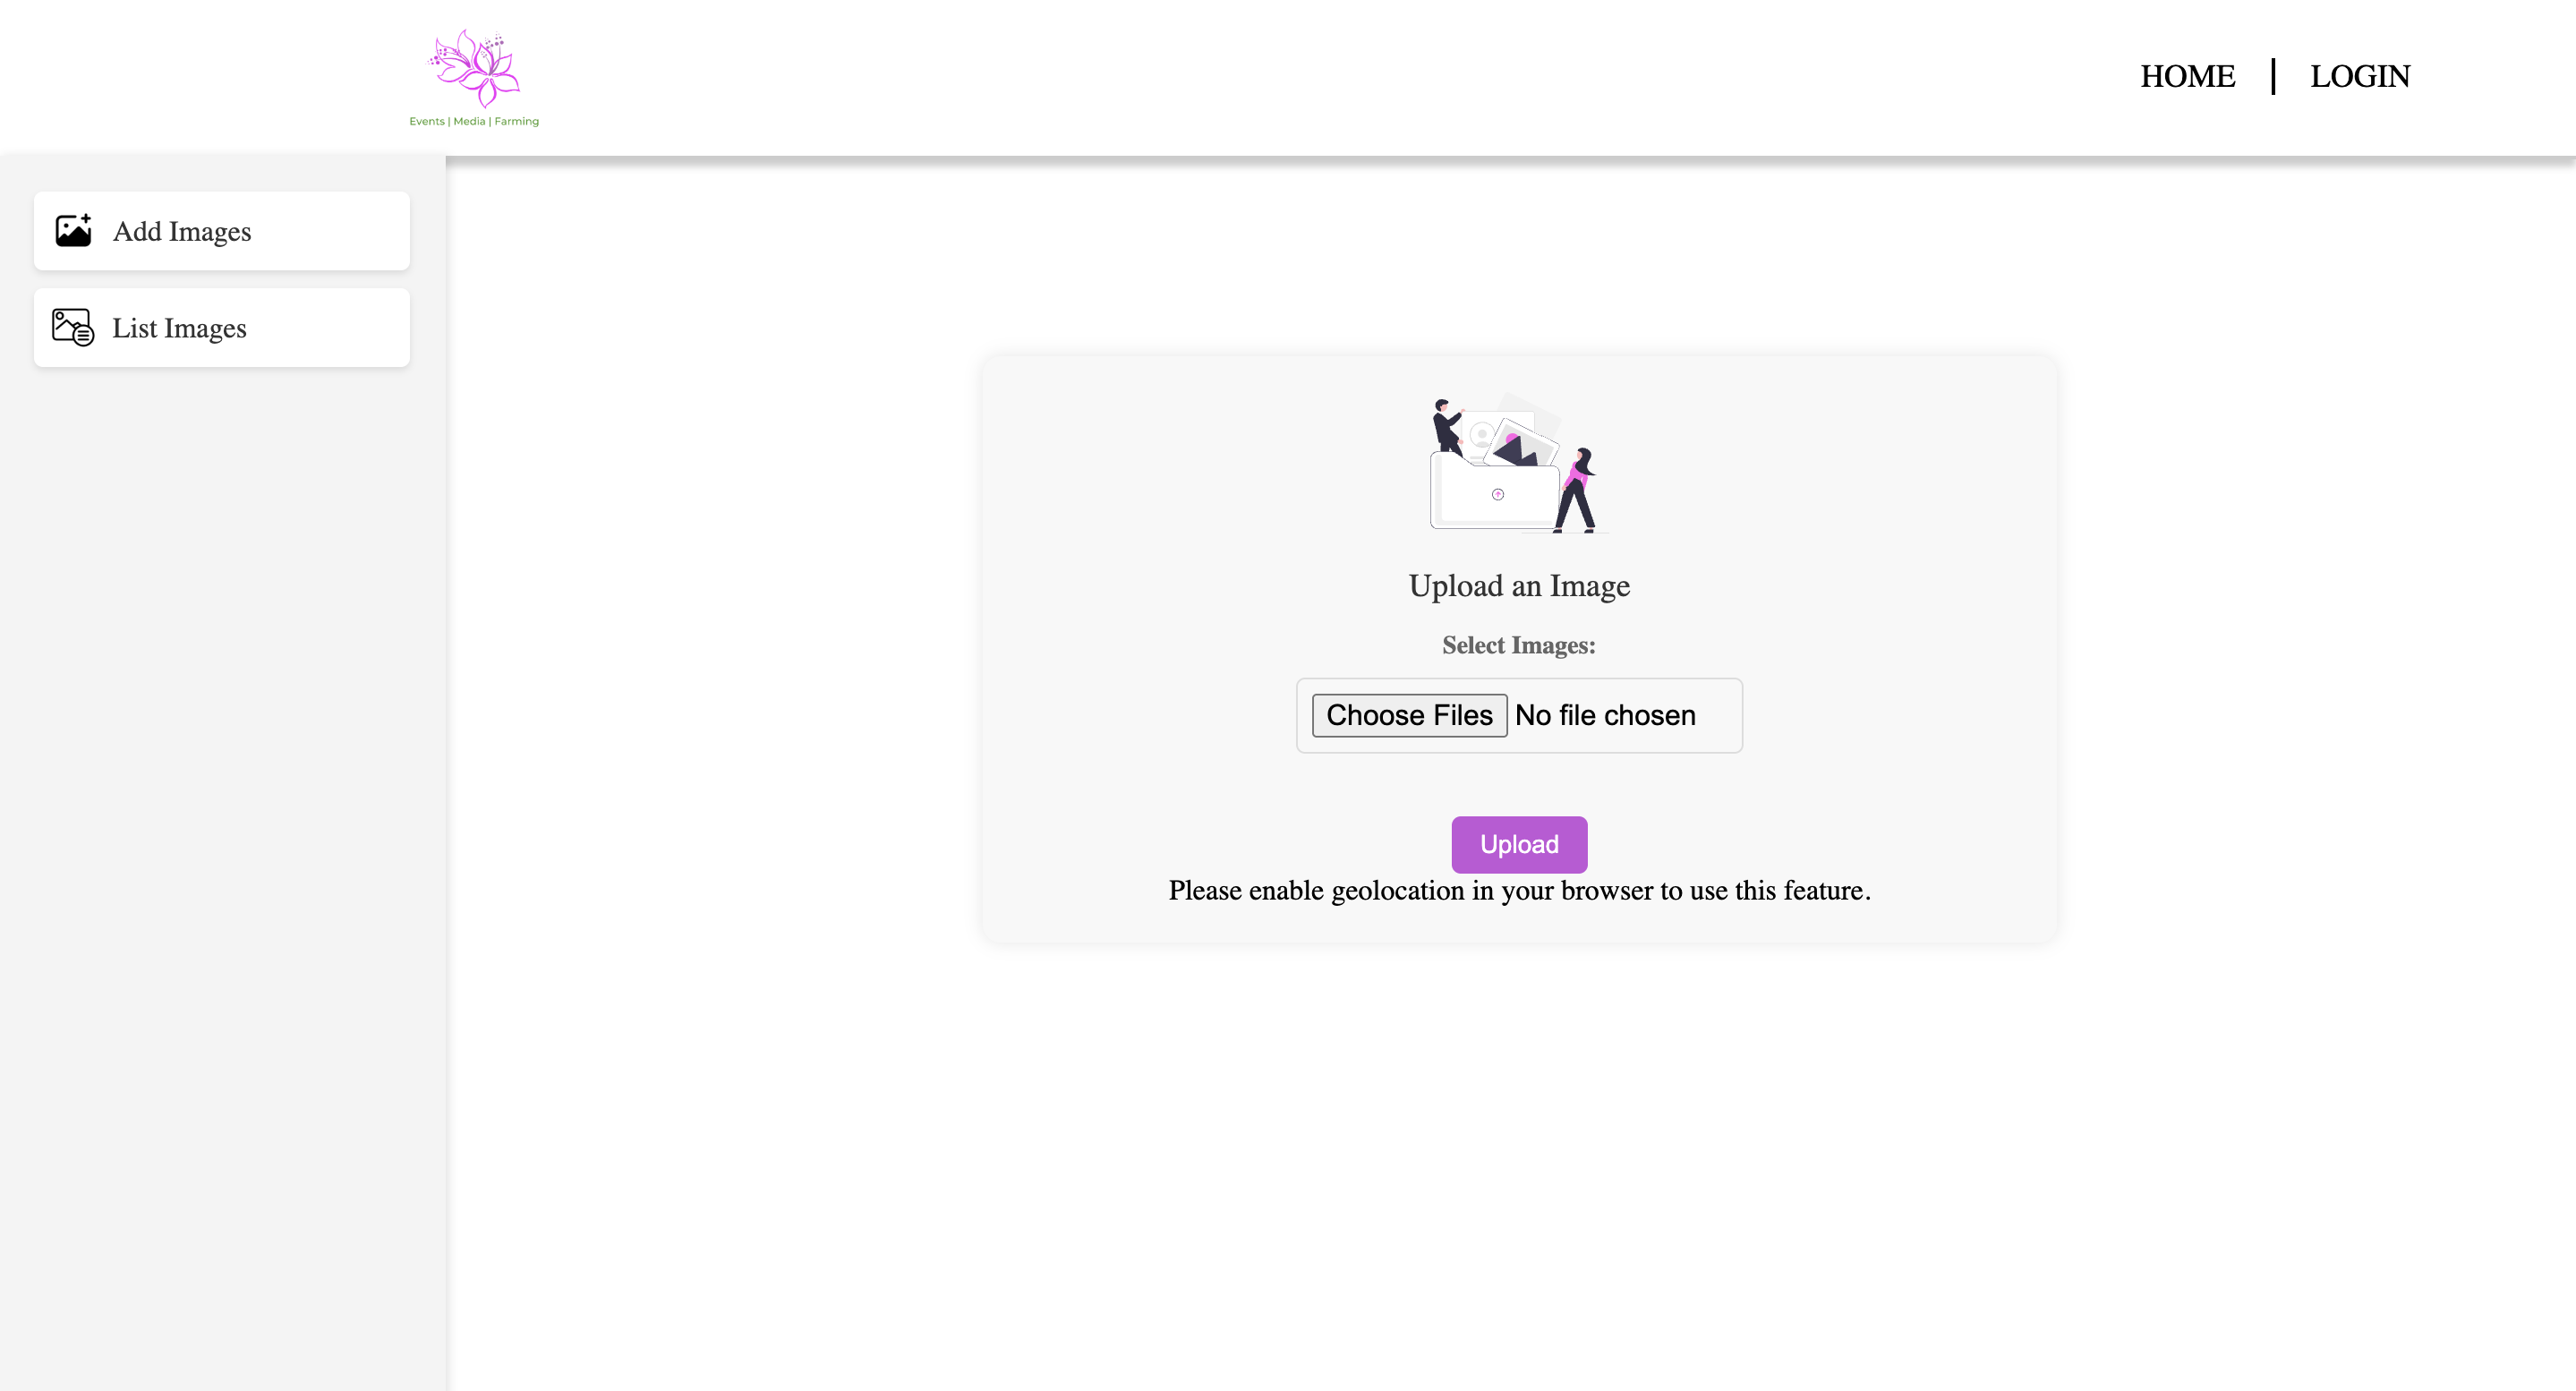 Events | Media | Farming
HOME | LOGIN
Add Images
List Images
Upload an Image
Select Images:
Choose Files No file chosen
Upload
Please enable geolocation in your browser to use this feature.